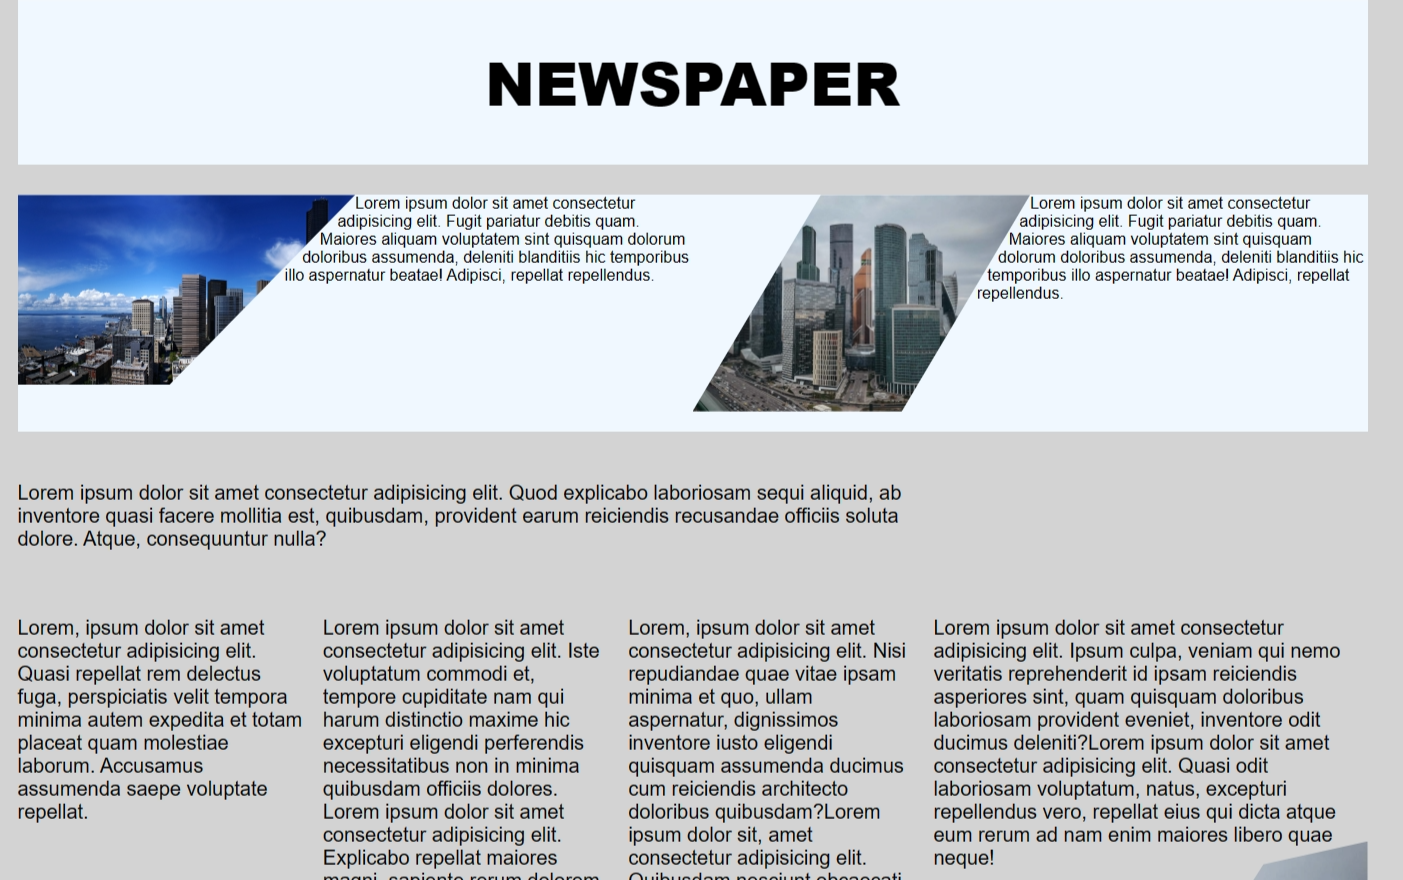 NEWSPAPER
Lorem ipsum dolor sit amet consectetur
adipisicing elit. Fugit pariatur debitis quam.
Maiores aliquam voluptatem sint quisquam dolorum
doloribus assumenda, deleniti blanditiis hic temporibus
illo aspernatur beatae! Adipisci, repellat repellendus.
Lorem ipsum dolor sit amet consectetur
adipisicing elit. Fugit pariatur debitis quam.
Maiores aliquam voluptatem sint quisquam
dolorum doloribus assumenda, deleniti blanditiis hic
temporibus illo aspernatur beatae! Adipisci, repellat
repellendus.
Lorem ipsum dolor sit amet consectetur adipisicing elit. Quod explicabo laboriosam sequi aliquid, ab
inventore quasi facere mollitia est, quibusdam, provident earum reiciendis recusandae officiis soluta
dolore. Atque, consequuntur nulla?
Lorem, ipsum dolor sit amet
consectetur adipisicing elit.
Quasi repellat rem delectus
fuga, perspiciatis velit tempora
minima autem expedita et totam
placeat quam molestiae
laborum. Accusamus
assumenda saepe voluptate
repellat.
Lorem ipsum dolor sit amet
consectetur adipisicing elit. Iste
voluptatum commodi et,
tempore cupiditate nam qui
harum distinctio maxime hic
excepturi eligendi perferendis
necessitatibus non in minima
quibusdam officiis dolores.
Lorem ipsum dolor sit amet
consectetur adipisicing elit.
Explicabo repellat maiores
magni, sapiente rerum dolorem
Lorem, ipsum dolor sit amet
consectetur adipisicing elit. Nisi
repudiandae quae vitae ipsam
minima et quo, ullam
aspernatur, dignissimos
inventore iusto eligendi
quisquam assumenda ducimus
cum reiciendis architecto
doloribus quibusdam?Lorem
ipsum dolor sit, amet
consectetur adipisicing elit.
Quibusdam nesciunt obcaecati
Lorem ipsum dolor sit amet consectetur
adipisicing elit. Ipsum culpa, veniam qui nemo
veritatis reprehenderit id ipsam reiciendis
asperiores sint, quam quisquam doloribus
laboriosam provident eveniet, inventore odit
ducimus deleniti?Lorem ipsum dolor sit amet
consectetur adipisicing elit. Quasi odit
laboriosam voluptatum, natus, excepturi
repellendus vero, repellat eius qui dicta atque
eum rerum ad nam enim maiores libero quae
neque!